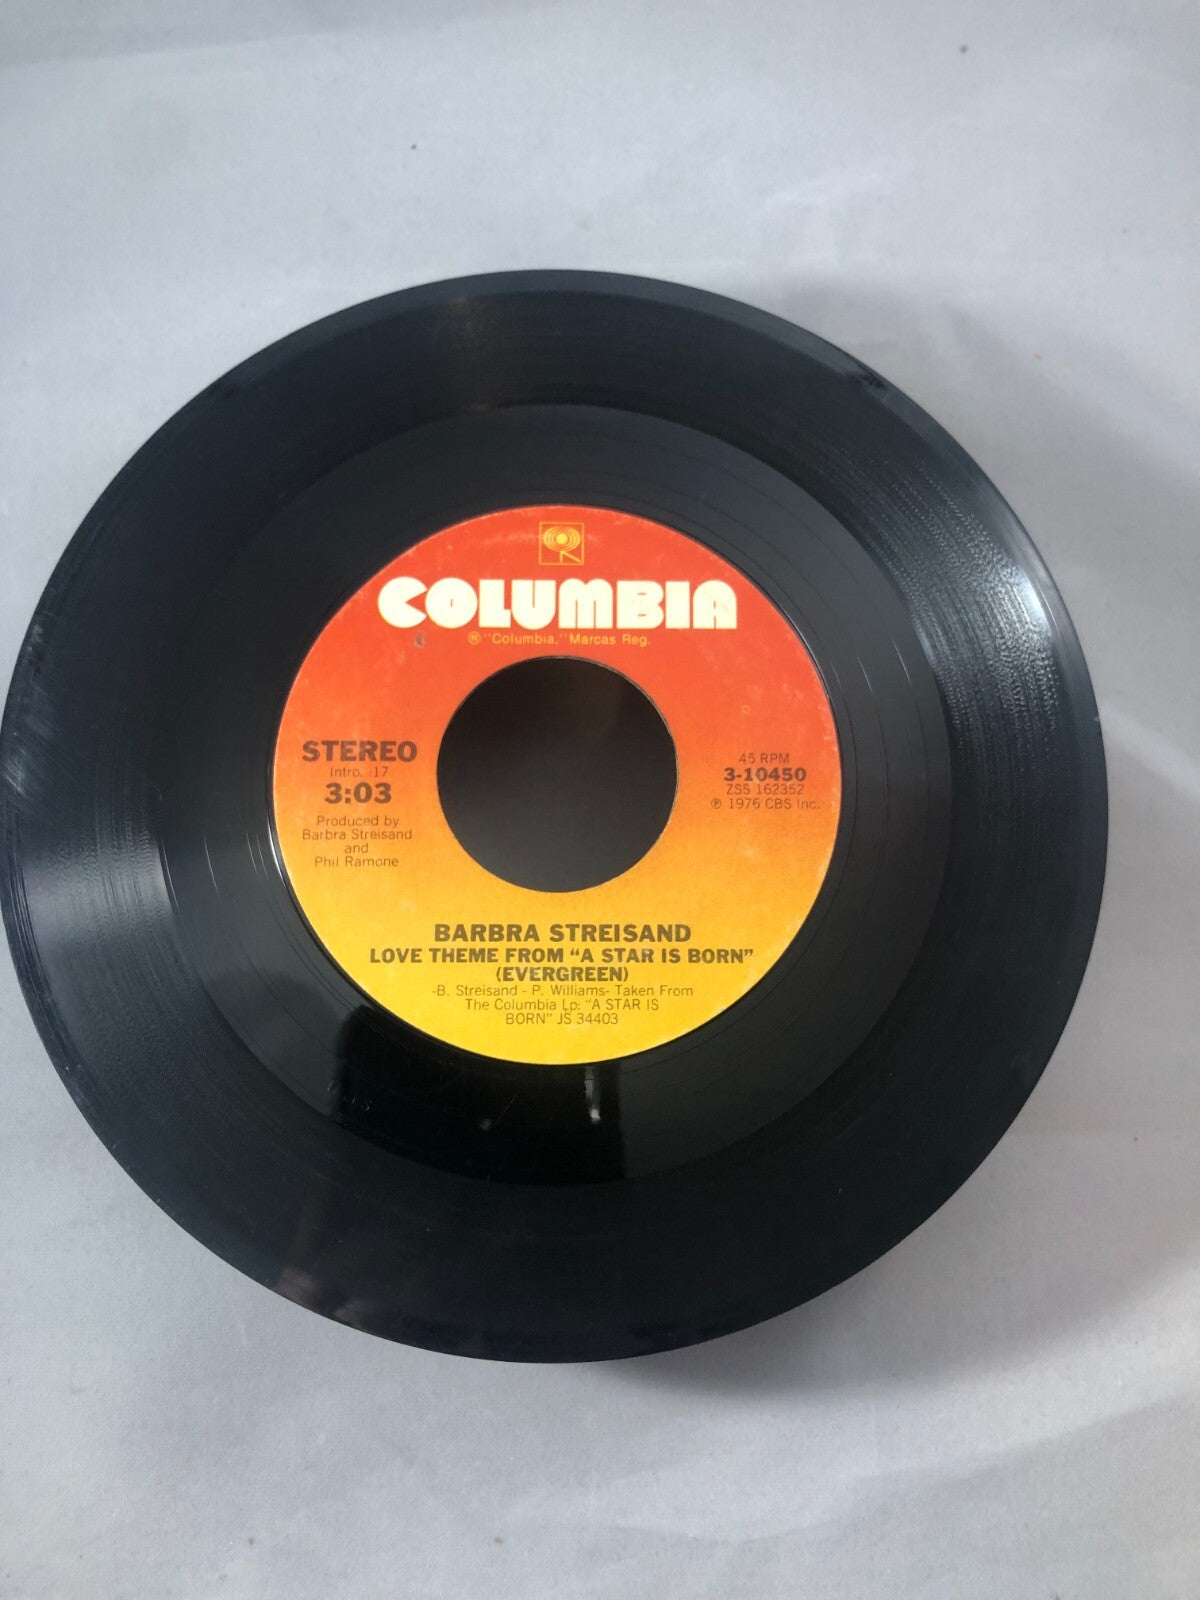 COLUMBIA
® "Columbia," Marcas Reg.
STEREO
Intro. :17
3:03
Produced by
Barbra Streisand
and
Phil Ramone
45 RPM
3-10450
ZSS 162352
℗ 1976 CBS Inc.
BARBRA STREISAND
LOVE THEME FROM "A STAR IS BORN"
(EVERGREEN)
-B. Streisand - P. Williams- Taken From
The Columbia Lp: "A STAR IS
BORN" JS 34403